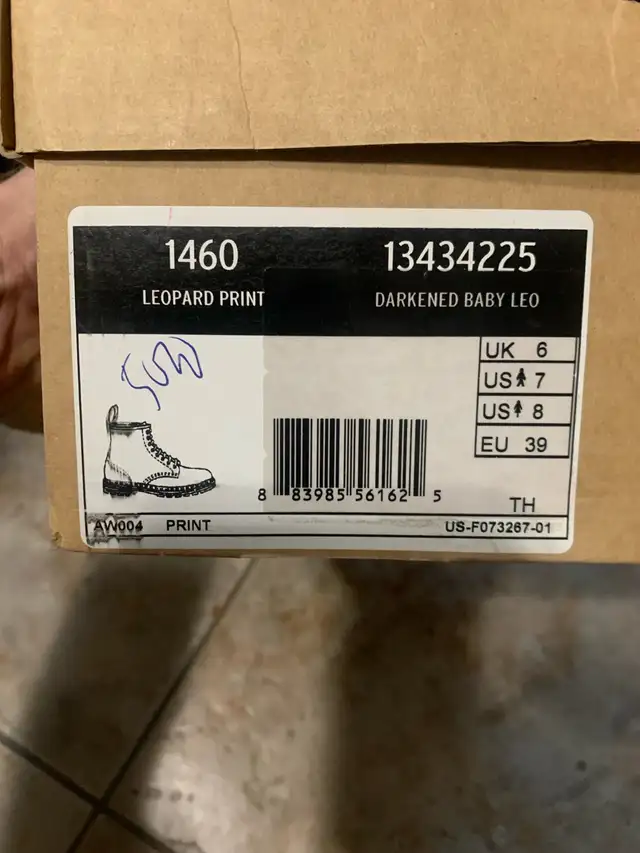 1460 13434225
LEOPARD PRINT DARKENED BABY LEO
UK 6
US 7
US 8
EU 39
8 83985 56162 5
TH
AW004 PRINT US-F073267-01